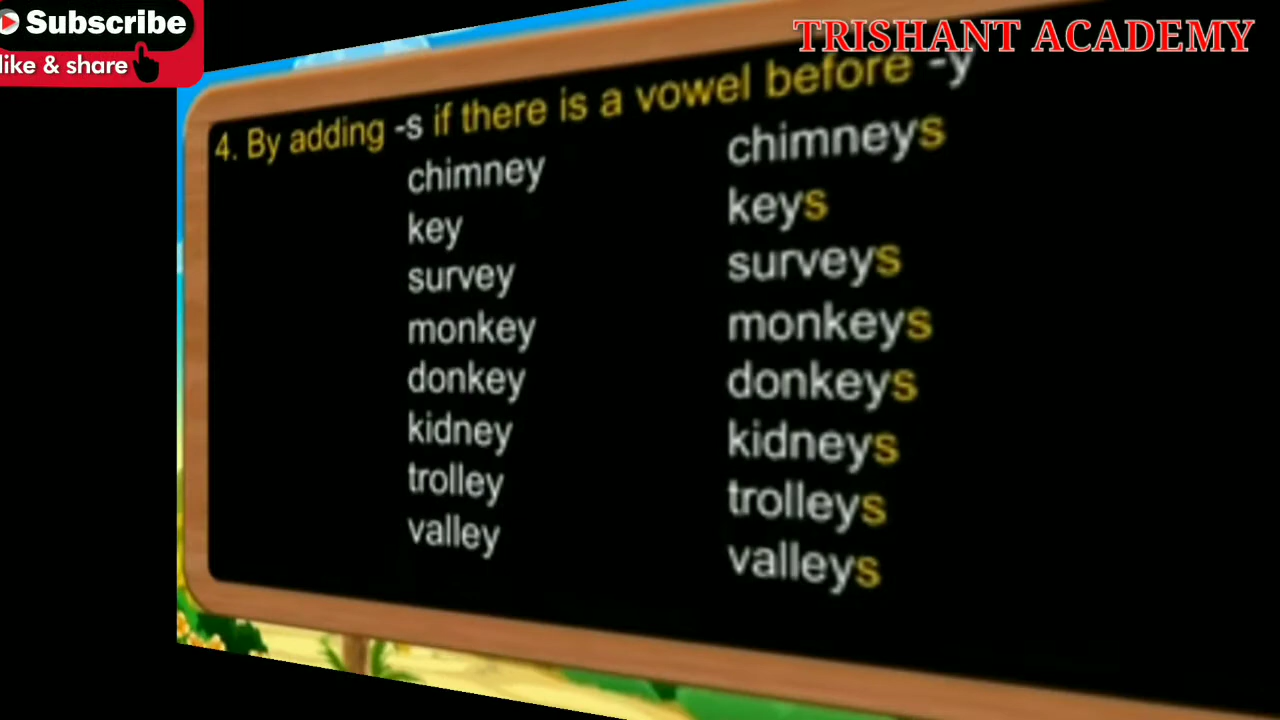 Subscribe
like & share
TRISHANT ACADEMY
4. By adding -s if there is a vowel before -y
chimney chimneys
key keys
survey surveys
monkey monkeys
donkey donkeys
kidney kidneys
trolley trolleys
valley valleys